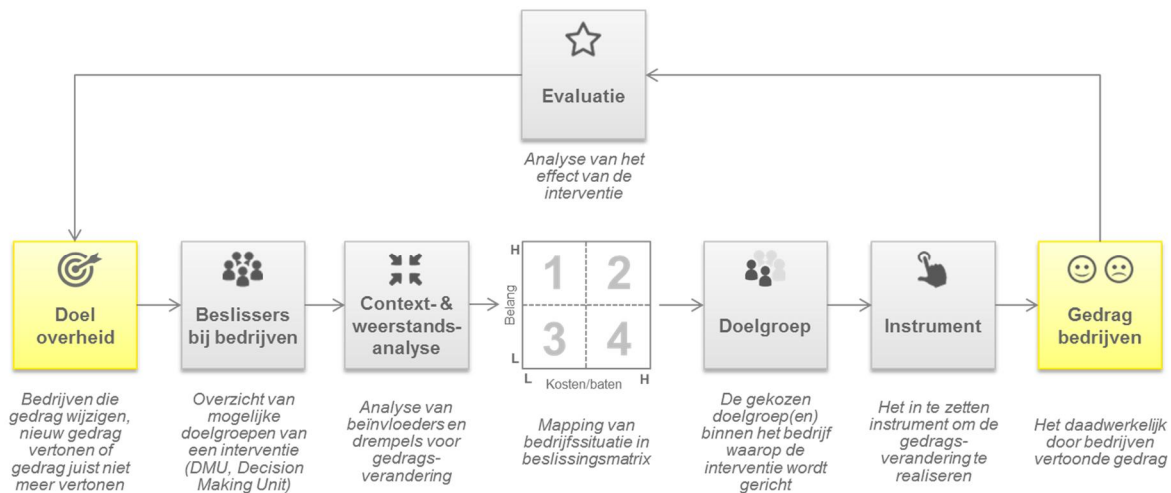 Evaluatie
Analyse van het
effect van de
interventie
Doel
overheid
Bedrijven die
gedrag wijzigen,
nieuw gedrag
vertonen of
gedrag juist niet
meer vertonen
Beslissers
bij bedrijven
Overzicht van
mogelijke
doelgroepen van
een interventie
(DMU, Decision
Making Unit)
Context- &
weerstands-
analyse
Analyse van
beïnvloeders en
drempels voor
gedrags-
verandering
H
Belang
L
1 2
3 4
L H
Kosten/baten
Mapping van
bedrijfssituatie in
beslissingsmatrix
Doelgroep
De gekozen
doelgroep(en)
binnen het bedrijf
waarop de
interventie wordt
gericht
Instrument
Het in te zetten
instrument om de
gedrags-
verandering te
realiseren
Gedrag
bedrijven
Het daadwerkelijk
door bedrijven
vertoonde gedrag